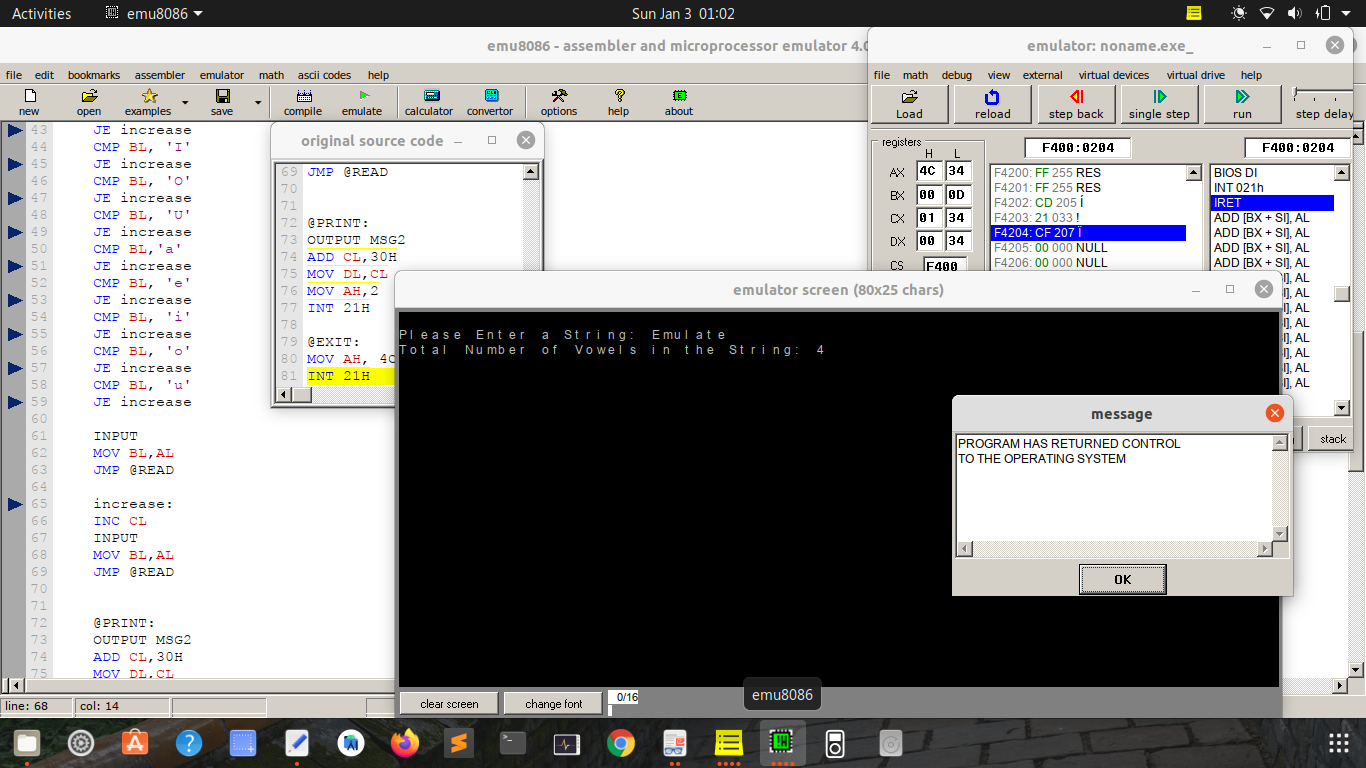 Activities
emu8086
Sun Jan 3 01:02
emu8086 - assembler and microprocessor emulator 4.0
file edit bookmarks assembler emulator math ascii codes help
new open examples save compile emulate calculator convertor options help about
43 JE increase
44 CMP BL, 'I'
45 JE increase
46 CMP BL, 'O'
47 JE increase
48 CMP BL, 'U'
49 JE increase
50 CMP BL,'a'
51 JE increase
52 CMP BL, 'e'
53 JE increase
54 CMP BL, 'i'
55 JE increase
56 CMP BL, 'o'
57 JE increase
58 CMP BL, 'u'
59 JE increase
60
61 INPUT
62 MOV BL,AL
63 JMP @READ
64
65 increase:
66 INC CL
67 INPUT
68 MOV BL,AL
69 JMP @READ
70
71
72 @PRINT:
73 OUTPUT MSG2
74 ADD CL,30H
75 MOV DL,CL
line: 68
col: 14
original source code
69 JMP @READ
70
71
72 @PRINT:
73 OUTPUT MSG2
74 ADD CL,30H
75 MOV DL,CL
76 MOV AH,2
77 INT 21H
78
79 @EXIT:
80 MOV AH, 4C
81 INT 21H
emulator: noname.exe_
file math debug view external virtual devices virtual drive help
Load reload step back single step run step delay
registers
F400:0204
F400:0204
H L
AX 4C 34
BX 00 0D
CX 01 34
DX 00 34
CS F400
F4200: FF 255 RES
F4201: FF 255 RES
F4202: CD 205 Í
F4203: 21 033 !
F4204: CF 207 Ï
F4205: 00 000 NULL
F4206: 00 000 NULL
BIOS DI
INT 021h
IRET
ADD [BX + SI], AL
ADD [BX + SI], AL
ADD [BX + SI], AL
ADD [BX + SI], AL
I], AL
I], AL
I], AL
I], AL
I], AL
I], AL
I], AL
stack
emulator screen (80x25 chars)
Please Enter a String: Emulate
Total Number of Vowels in the String: 4
clear screen
change font
0/16
message
PROGRAM HAS RETURNED CONTROL
TO THE OPERATING SYSTEM
OK
emu8086